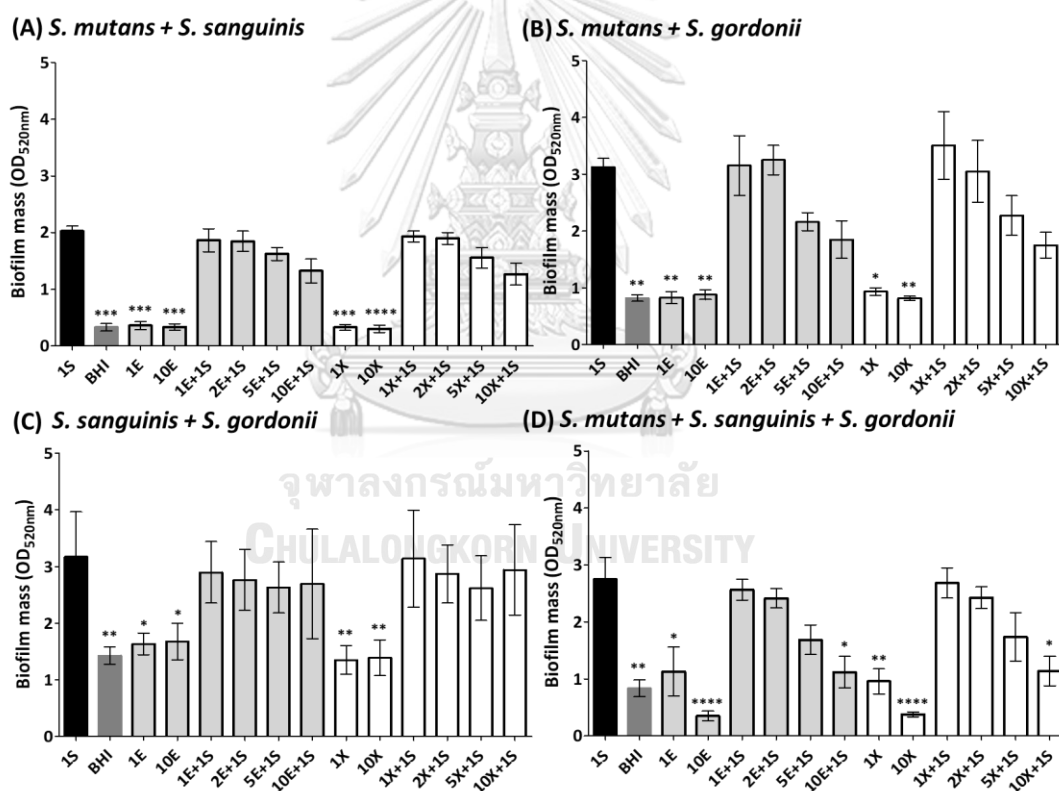 (A) S. mutans + S. sanguinis
Biofilm mass (OD520nm)
5
4
3
2
1
0
*** *** *** *** ****
1S BHI 1E 10E 1E+1S 2E+1S 5E+1S 10E+1S 1X 10X 1X+1S 2X+1S 5X+1S 10X+1S
(B) S. mutans + S. gordonii
Biofilm mass (OD520nm)
5
4
3
2
1
0
** ** ** * **
1S BHI 1E 10E 1E+1S 2E+1S 5E+1S 10E+1S 1X 10X 1X+1S 2X+1S 5X+1S 10X+1S
(C) S. sanguinis + S. gordonii
Biofilm mass (OD520nm)
5
4
3
2
1
0
** * * ** **
1S BHI 1E 10E 1E+1S 2E+1S 5E+1S 10E+1S 1X 10X 1X+1S 2X+1S 5X+1S 10X+1S
(D) S. mutans + S. sanguinis + S. gordonii
Biofilm mass (OD520nm)
5
4
3
2
1
0
** * **** * ** **** *
1S BHI 1E 10E 1E+1S 2E+1S 5E+1S 10E+1S 1X 10X 1X+1S 2X+1S 5X+1S 10X+1S
จุฬาลงกรณ์มหาวิทยาลัย
CHULALONGKORN UNIVERSITY